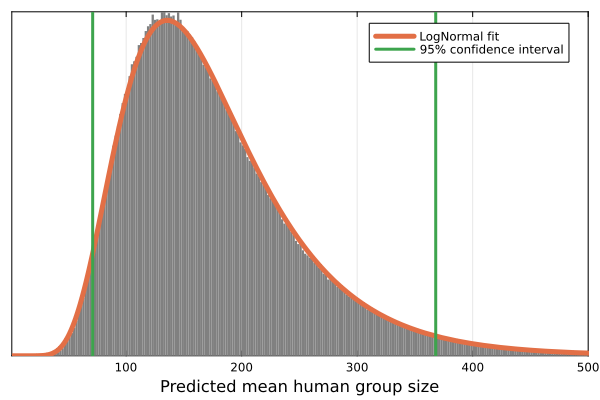 LogNormal fit
95% confidence interval
100 200 300 400 500
Predicted mean human group size